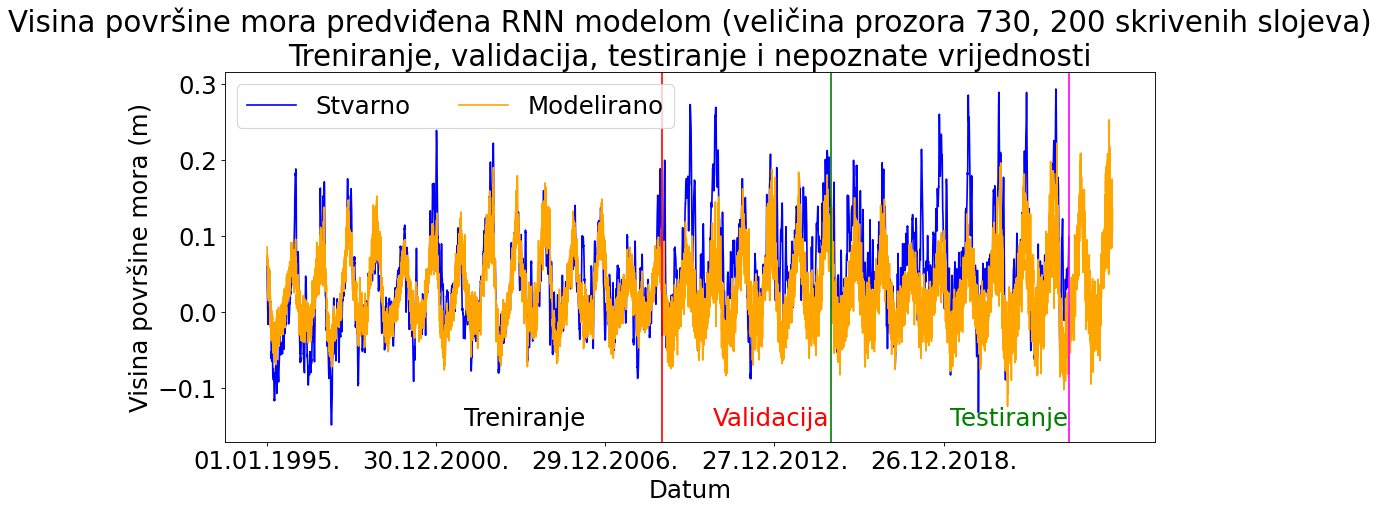 Visina površine mora predviđena RNN modelom (veličina prozora 730, 200 skrivenih slojeva)
Treniranje, validacija, testiranje i nepoznate vrijednosti
Stvarno
Modelirano
Visina površine mora (m)
0.3
0.2
0.1
0.0
−0.1
Treniranje
Validacija
Testiranje
01.01.1995.
30.12.2000.
29.12.2006.
27.12.2012.
26.12.2018.
Datum